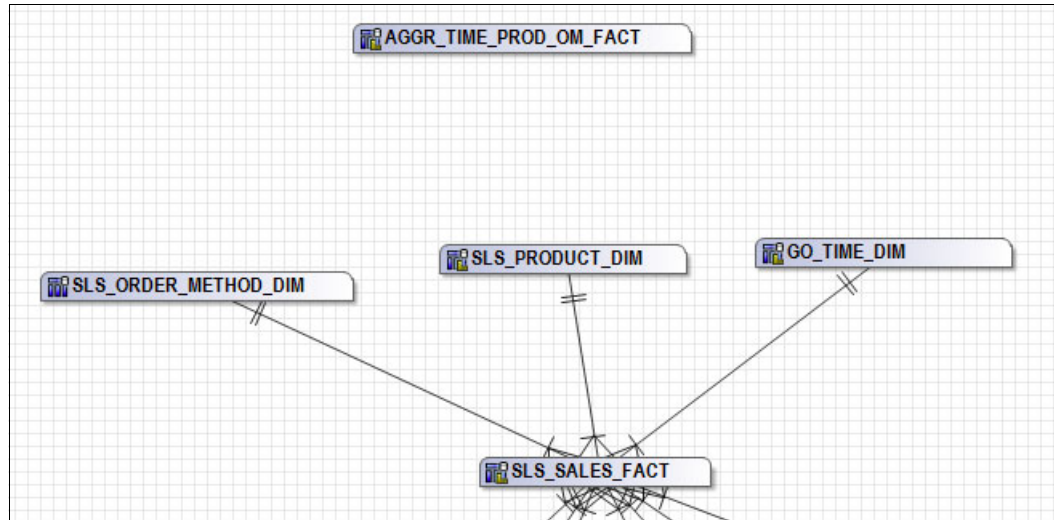 AGGR_TIME_PROD_OM_FACT
SLS_PRODUCT_DIM
GO_TIME_DIM
SLS_ORDER_METHOD_DIM
SLS_SALES_FACT